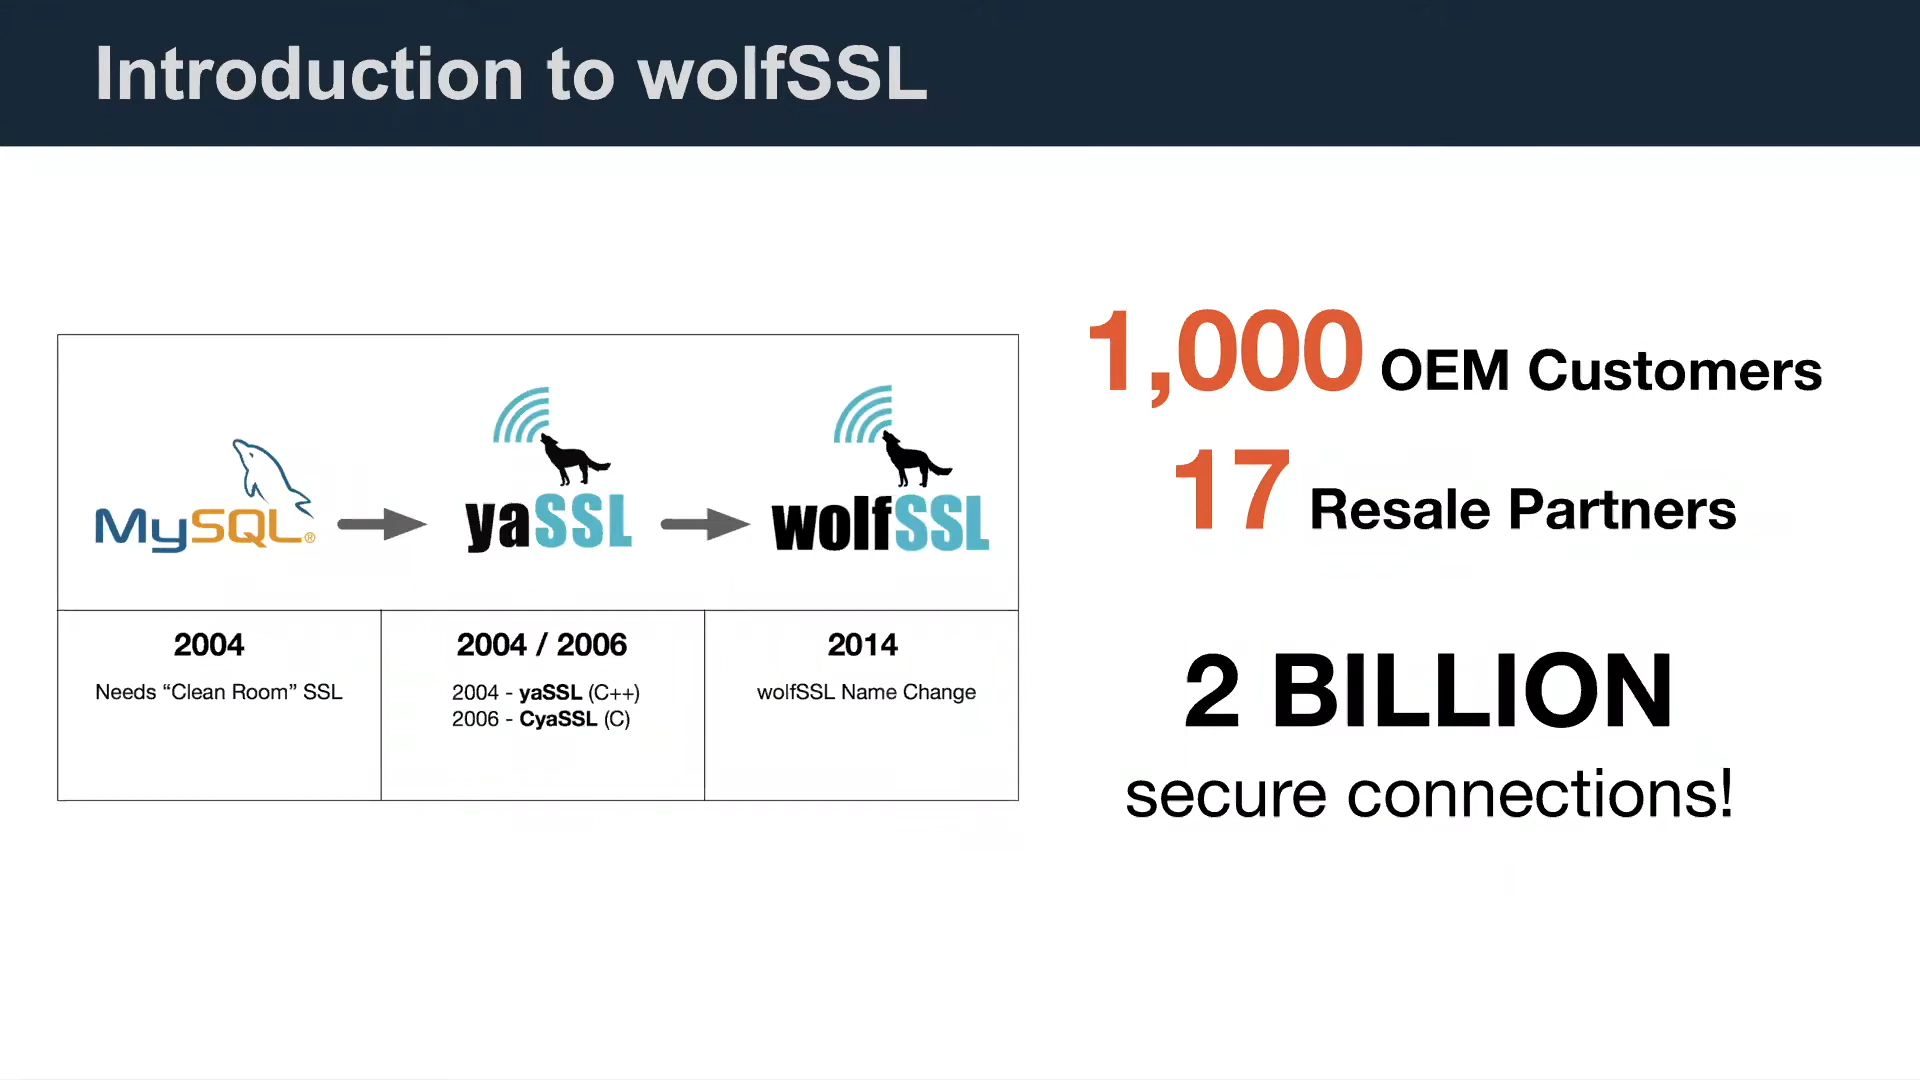 Introduction to wolfSSL
MySQL®
yaSSL
wolfSSL
2004
Needs “Clean Room” SSL
2004 / 2006
2004 - yaSSL (C++)
2006 - CyaSSL (C)
2014
wolfSSL Name Change
1,000 OEM Customers
17 Resale Partners
2 BILLION
secure connections!